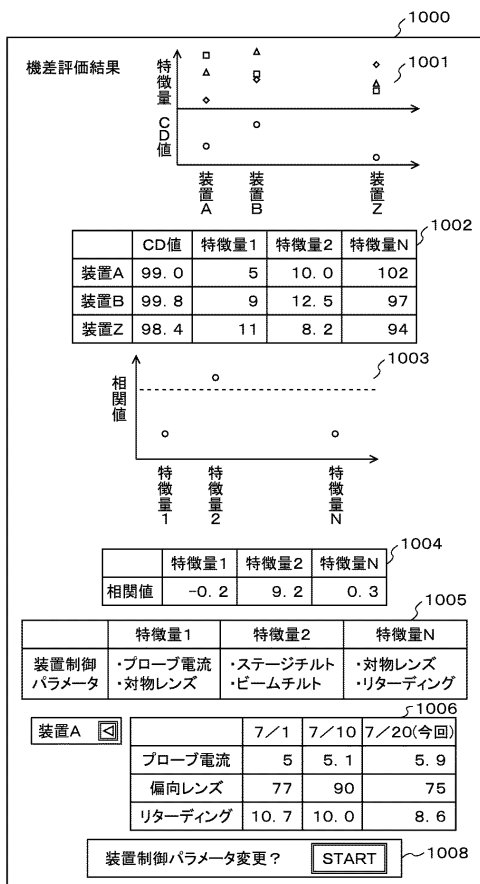 1000
機差評価結果
特徴量
1001
CD値
装置A 装置B 装置Z
1002
CD値 特徴量1 特徴量2 特徴量N
装置A 99.0 5 10.0 102
装置B 99.8 9 12.5 97
装置Z 98.4 11 8.2 94
1003
相関値
特徴量1 特徴量2 特徴量N
1004
特徴量1 特徴量2 特徴量N
相関値 -0.2 9.2 0.3
1005
特徴量1 特徴量2 特徴量N
装置制御 ・プローブ電流 ・ステージチルト ・対物レンズ
パラメータ ・対物レンズ ・ビームチルト ・リターディング
1006
装置A 7/1 7/10 7/20(今回)
プローブ電流 5 5.1 5.9
偏向レンズ 77 90 75
リターディング 10.7 10.0 8.6
装置制御パラメータ変更? START
1008